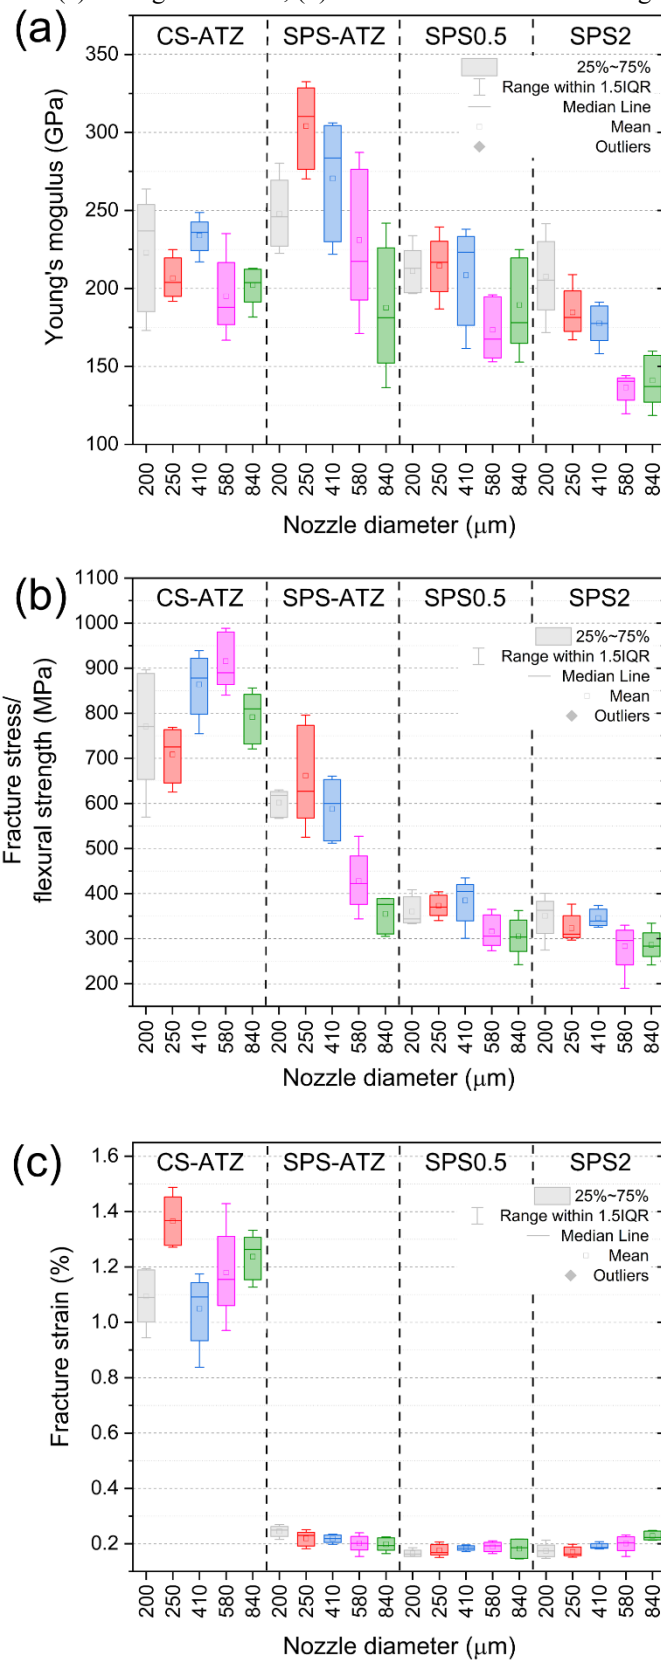 (a)
CS-ATZ SPS-ATZ SPS0.5 SPS2
25%~75%
Range within 1.5IQR
Median Line
Mean
Outliers
Young's mogulus (GPa)
350
300
250
200
150
100
200 250 410 580 840 200 250 410 580 840 200 250 410 580 840 200 250 410 580 840
Nozzle diameter (μm)
(b)
CS-ATZ SPS-ATZ SPS0.5 SPS2
25%~75%
Range within 1.5IQR
Median Line
Mean
Outliers
Fracture stress/
flexural strength (MPa)
1100
1000
900
800
700
600
500
400
300
200
200 250 410 580 840 200 250 410 580 840 200 250 410 580 840 200 250 410 580 840
Nozzle diameter (μm)
(c)
CS-ATZ SPS-ATZ SPS0.5 SPS2
25%~75%
Range within 1.5IQR
Median Line
Mean
Outliers
Fracture strain (%)
1.6
1.4
1.2
1.0
0.8
0.6
0.4
0.2
200 250 410 580 840 200 250 410 580 840 200 250 410 580 840 200 250 410 580 840
Nozzle diameter (μm)